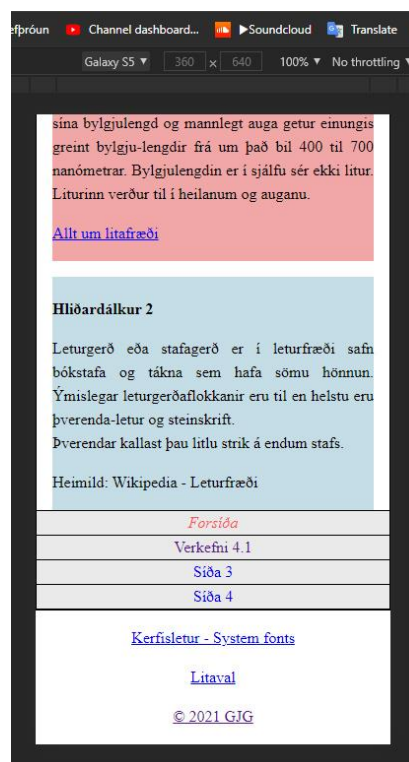 efþróun Channel dashboard... ▶Soundcloud Translate
Galaxy S5 ▼ 360 x 640 100% ▼ No throttling ▼
sína bylgjulengd og mannlegt auga getur einungis
greint bylgju-lengdir frá um það bil 400 til 700
nanómetrar. Bylgjulengdin er í sjálfu sér ekki litur.
Liturinn verður til í heilanum og auganu.
Allt um litafræði
Hliðardálkur 2
Leturgerð eða stafagerð er í leturfræði safn
bókstafa og tákna sem hafa sömu hönnun.
Ýmislegar leturgerðaflokkanir eru til en helstu eru
þverenda-letur og steinskrift.
Þverendar kallast þau litlu strik á endum stafs.
Heimild: Wikipedia - Leturfræði
Forsíða
Verkefni 4.1
Síða 3
Síða 4
Kerfisletur - System fonts
Litaval
© 2021 GJG